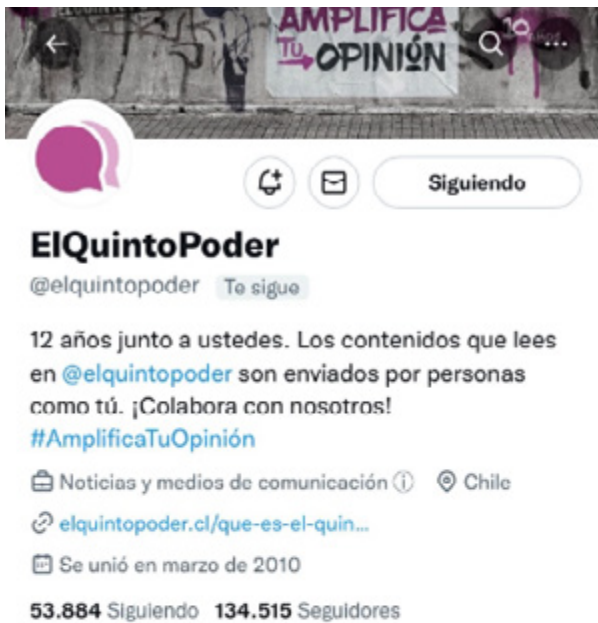 AMPLIFICA
TU OPINIÓN
10 AÑOS
Siguiendo
ElQuintoPoder
@elquintopoder Te sigue
12 años junto a ustedes. Los contenidos que lees
en @elquintopoder son enviados por personas
como tú. ¡Colabora con nosotros!
#AmplificaTuOpinión
Noticias y medios de comunicación Chile
elquintopoder.cl/que-es-el-quin...
Se unió en marzo de 2010
53.884 Siguiendo 134.515 Seguidores